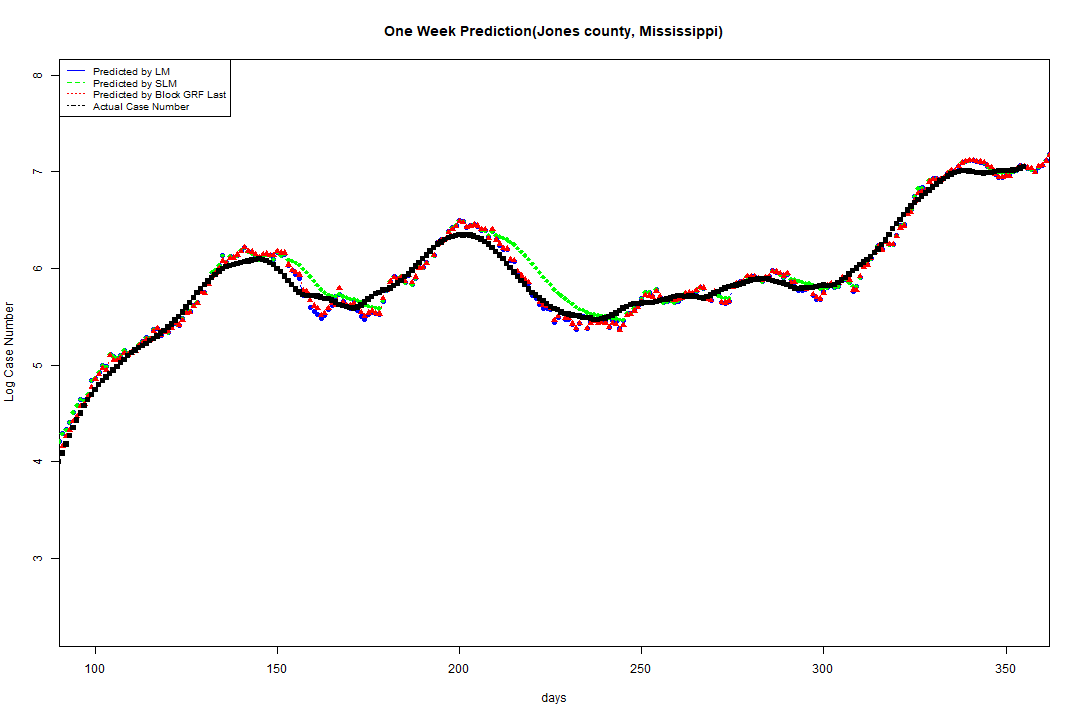 One Week Prediction(Jones county, Mississippi)
Predicted by LM
Predicted by SLM
Predicted by Block GRF Last
Actual Case Number
8
7
6
5
4
3
Log Case Number
100 150 200 250 300 350
days